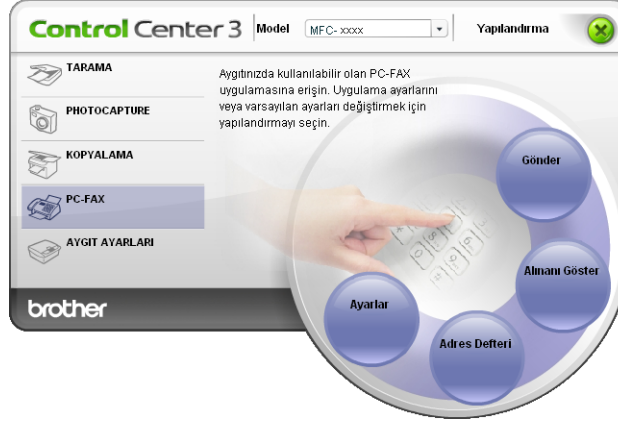 Control Center 3 Model MFC- xxxx Yapılandırma
TARAMA
PHOTOCAPTURE
KOPYALAMA
PC-FAX
AYGIT AYARLARI
Aygıtınızda kullanılabilir olan PC-FAX
uygulamasına erişin. Uygulama ayarlarını
veya varsayılan ayarları değiştirmek için
yapılandırmayı seçin.
Gönder
Alınanı Göster
Adres Defteri
Ayarlar
brother